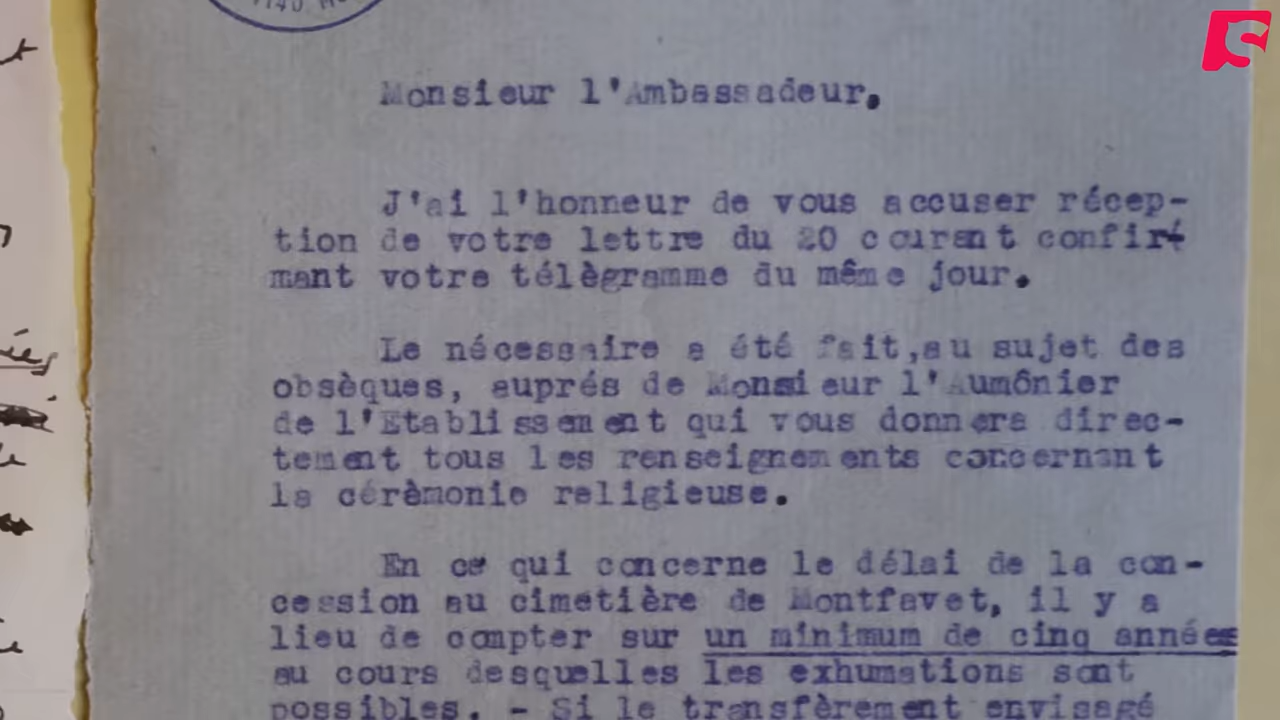 Monsieur l'Ambassadeur.
J'ai l'honneur de vous accuser récep-
tion de votre lettre du 20 courant confir-
mant votre télègramme du même jour.
Le nécessaire a été fait,au sujet des
obsèques, auprés de Monsieur l'Aumônier
de l'Etablissement qui vous donnera direc-
tement tous les renseignements concernant
la cérèmonie religieuse.
En ce qui concerne le délai de la con-
cession au cimetière de Montfavet, il y a
lieu de compter sur un minimum de cinq années
au cours desquelles les exhumations sont
possibles. - Si le transfèrement envisagé